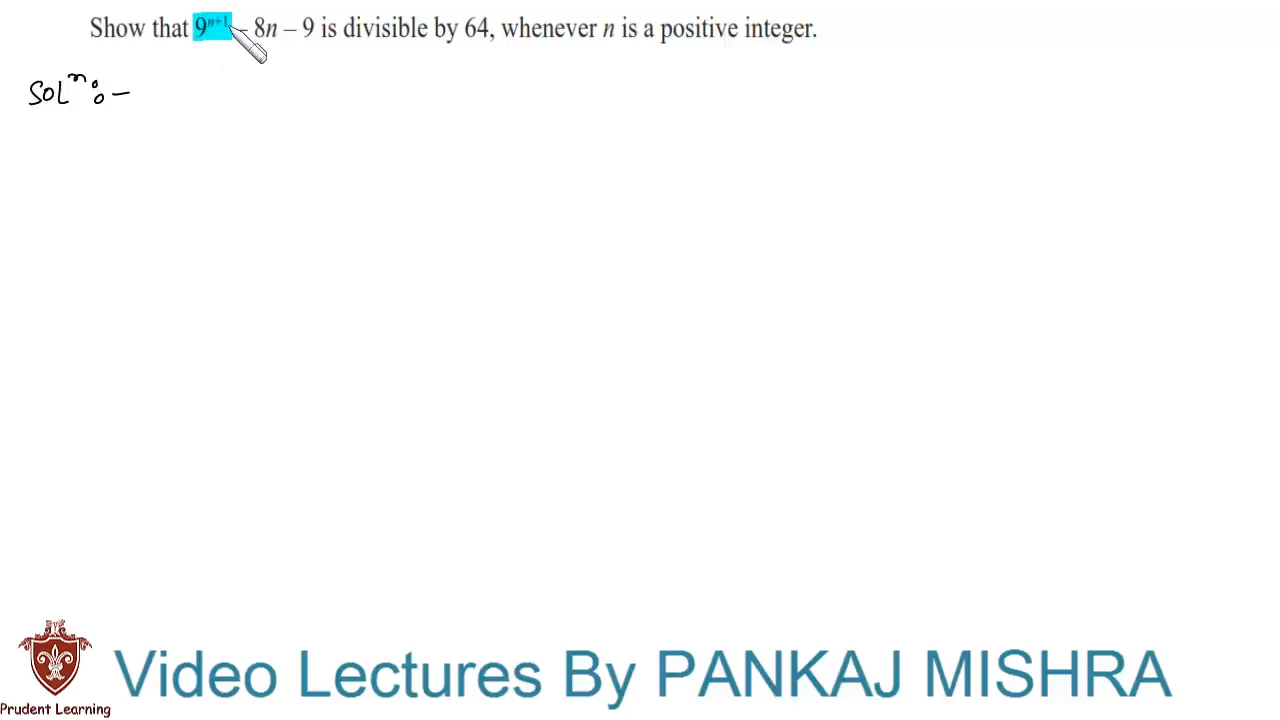 Show that 9ⁿ⁺¹ – 8n – 9 is divisible by 64, whenever n is a positive integer.
Solⁿ: –
Video Lectures By PANKAJ MISHRA
Prudent Learning